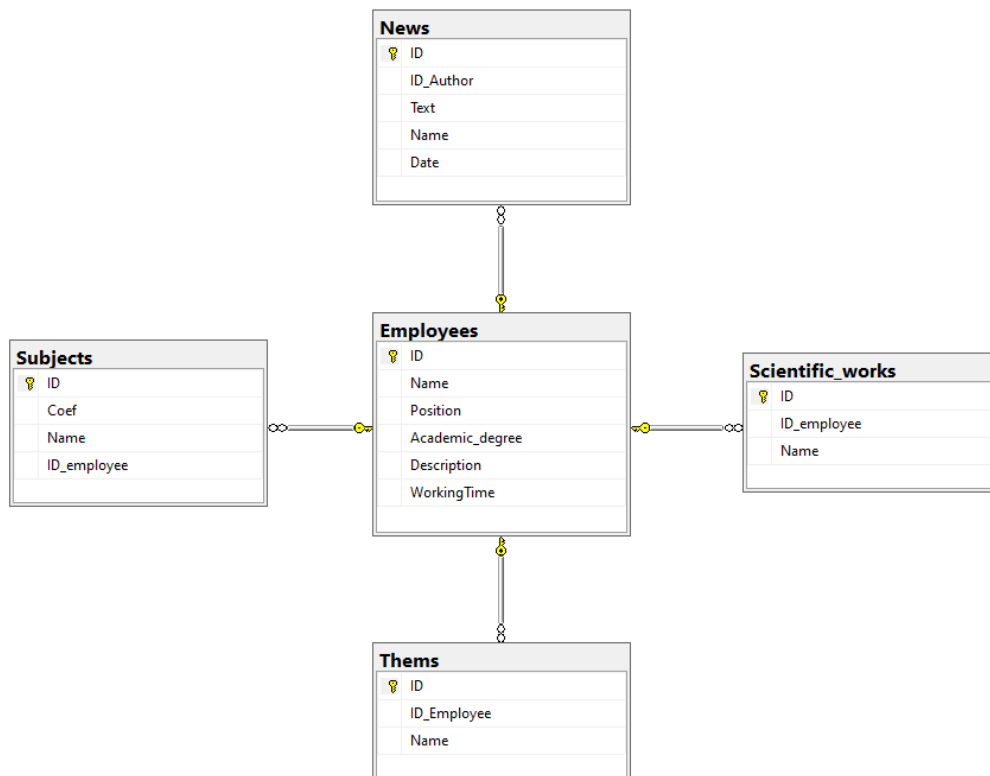 News
ID
ID_Author
Text
Name
Date
Subjects
ID
Coef
Name
ID_employee
Employees
ID
Name
Position
Academic_degree
Description
WorkingTime
Scientific_works
ID
ID_employee
Name
Thems
ID
ID_Employee
Name